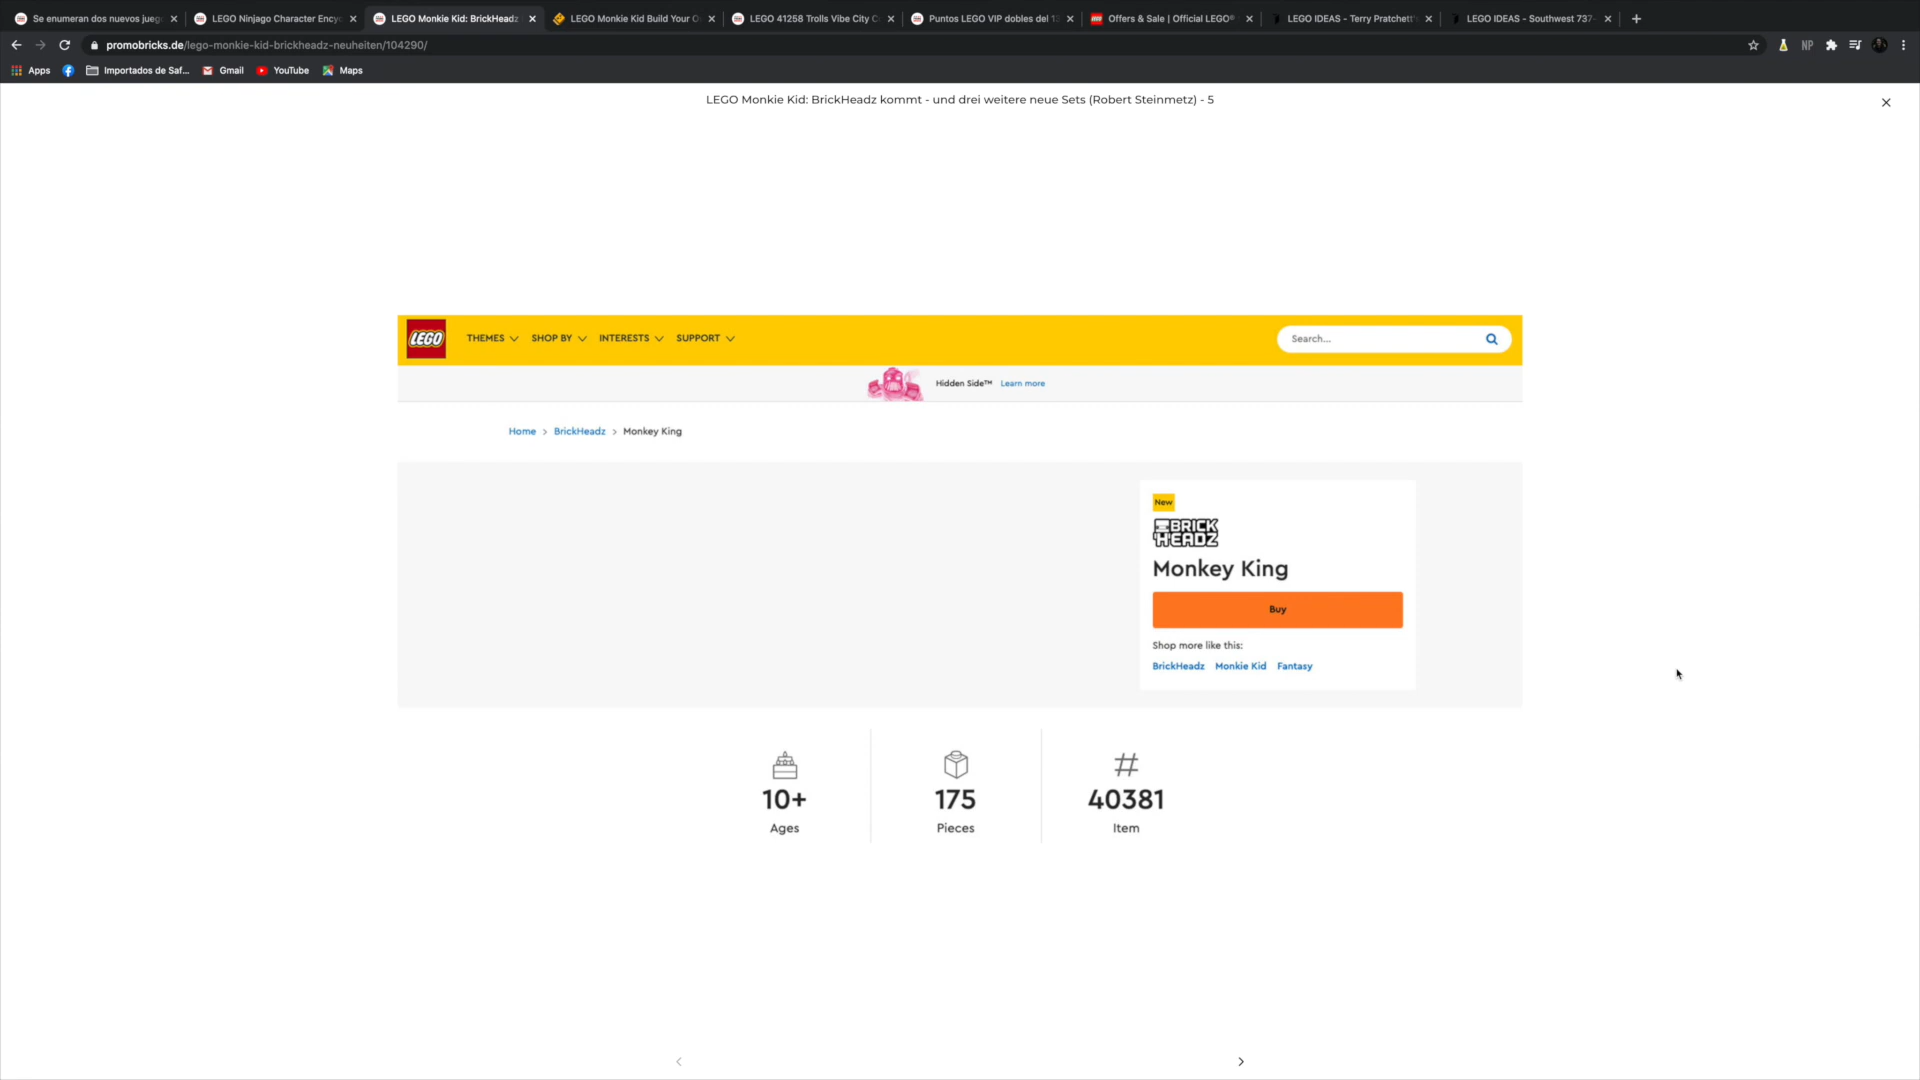 Se enumeran dos nuevos jueg
LEGO Ninjago Character Ency
LEGO Monkie Kid: BrickHeadz
LEGO Monkie Kid Build Your O
LEGO 41258 Trolls Vibe City C
Puntos LEGO VIP dobles del 1
Offers & Sale | Official LEGO®
LEGO IDEAS - Terry Pratchett'
LEGO IDEAS - Southwest 737-
promobricks.de/lego-monkie-kid-brickheadz-neuheiten/104290/
NP
Apps
Importados de Saf...
Gmail
YouTube
Maps
LEGO Monkie Kid: BrickHeadz kommt - und drei weitere neue Sets (Robert Steinmetz) - 5
LEGO THEMES SHOP BY INTERESTS SUPPORT Search...
Hidden Side™ Learn more
Home > BrickHeadz > Monkey King
New
BRICK
HEADZ
Monkey King
Buy
Shop more like this:
BrickHeadz Monkie Kid Fantasy
10+ 175 40381
Ages Pieces Item